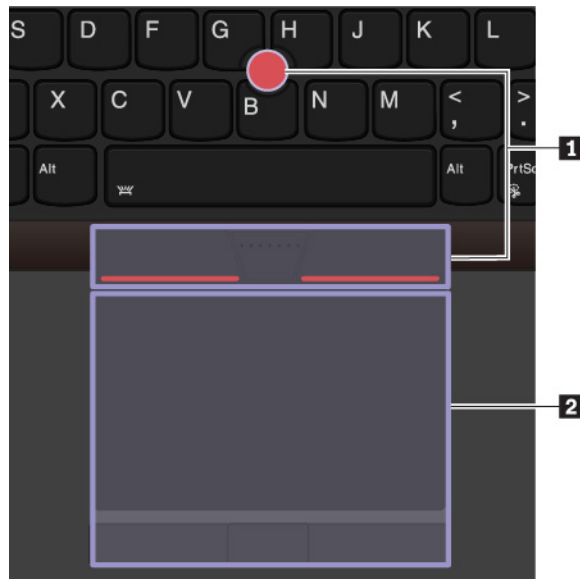 S D F G H J K L
X C V B N M < >
, .
1
Alt Alt PrtSc
2